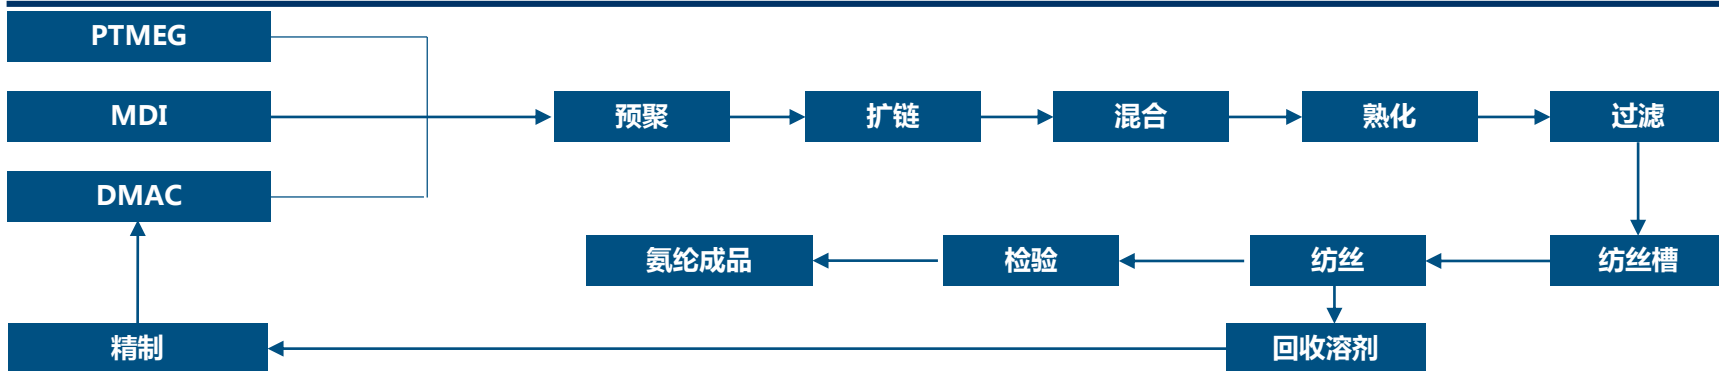 PTMEG
MDI
预聚
扩链
混合
熟化
过滤
DMAC
氨纶成品
检验
纺丝
纺丝槽
精制
回收溶剂